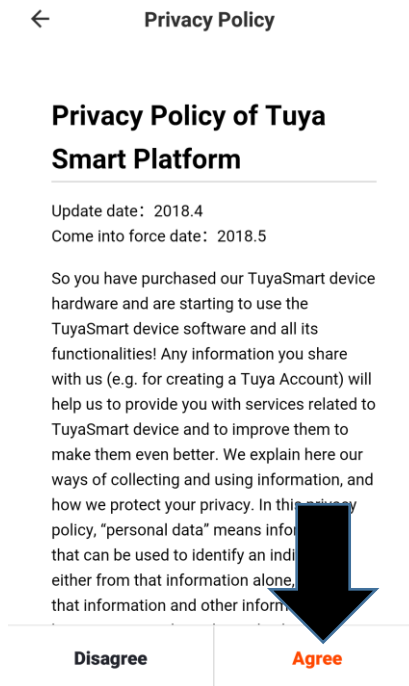 Privacy Policy
Privacy Policy of Tuya
Smart Platform
Update date：2018.4
Come into force date：2018.5
So you have purchased our TuyaSmart device
hardware and are starting to use the
TuyaSmart device software and all its
functionalities! Any information you share
with us (e.g. for creating a Tuya Account) will
help us to provide you with services related to
TuyaSmart device and to improve them to
make them even better. We explain here our
ways of collecting and using information, and
how we protect your privacy. In this privacy
policy, “personal data” means
that can be used to identify an
either from that information alone,
that information and other
Disagree
Agree